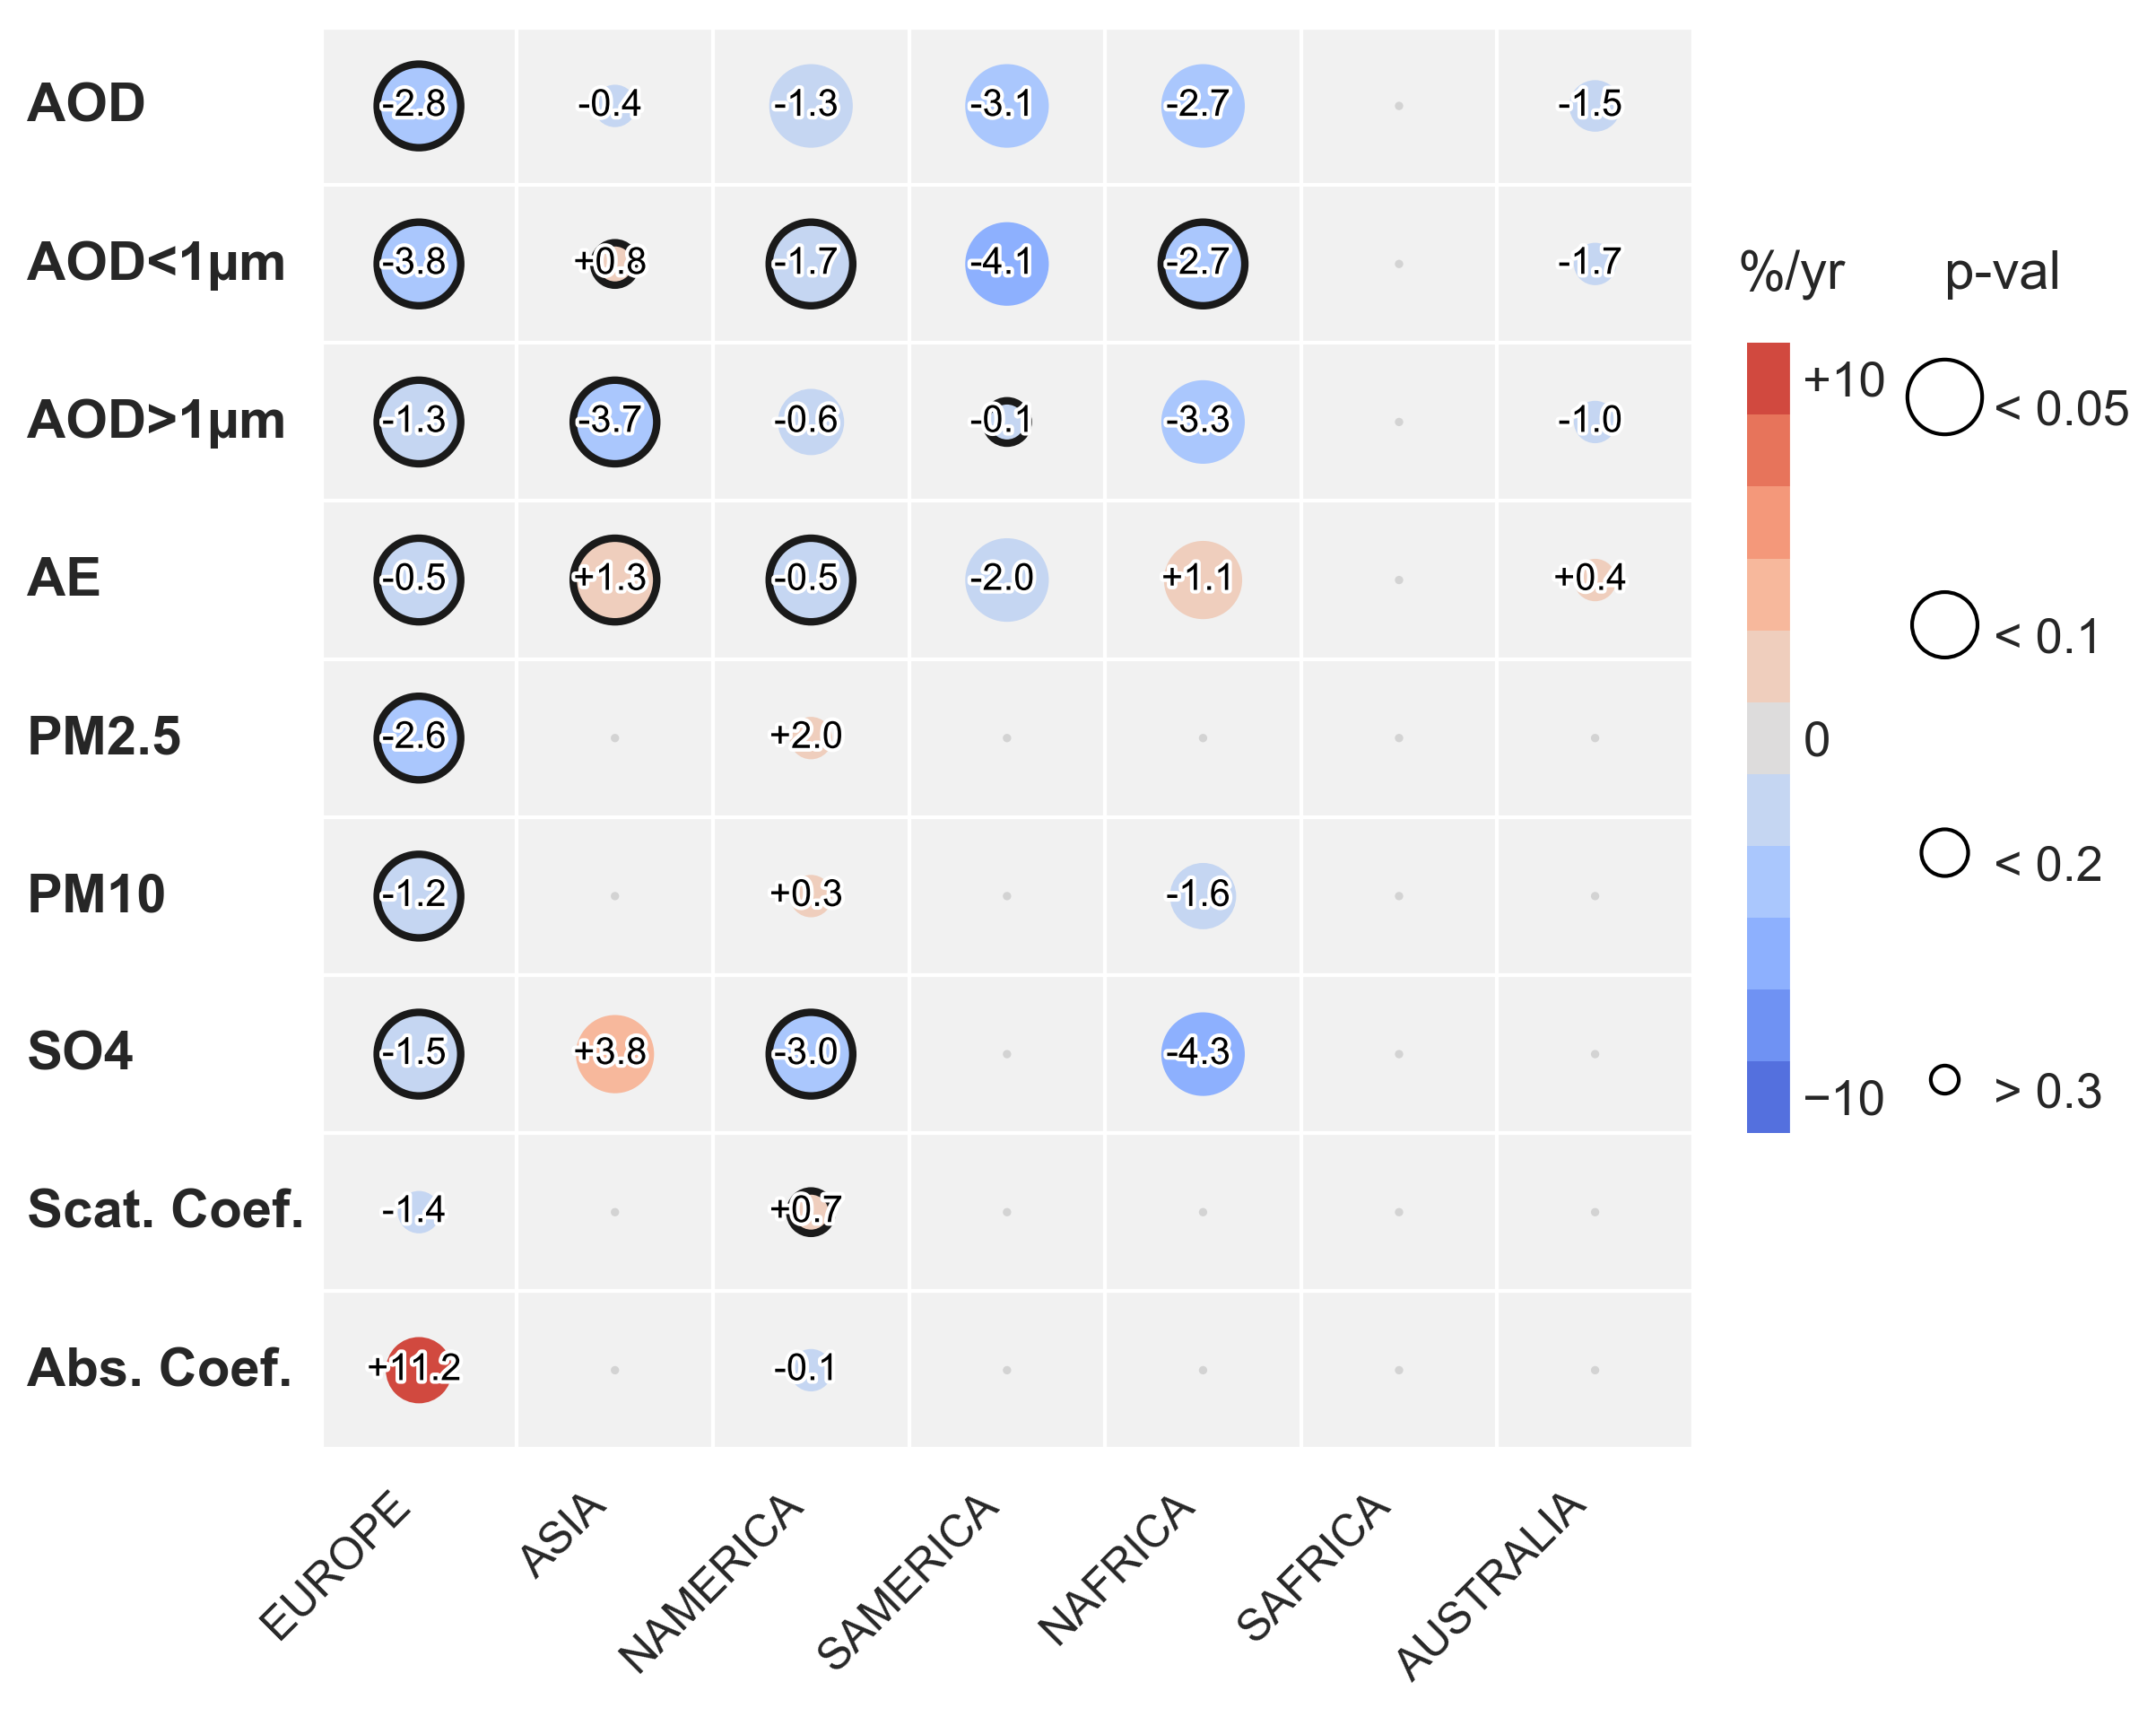 AOD -2.8 -0.4 -1.3 -3.1 -2.7 -1.5
AOD<1µm -3.8 +0.8 -1.7 -4.1 -2.7 -1.7
AOD>1µm -1.3 -3.7 -0.6 -0.1 -3.3 -1.0
AE -0.5 +1.3 -0.5 -2.0 +1.1 +0.4
PM2.5 -2.6 +2.0
PM10 -1.2 +0.3 -1.6
SO4 -1.5 +3.8 -3.0 -4.3
Scat. Coef. -1.4 +0.7
Abs. Coef. +11.2 -0.1
EUROPE ASIA NAMERICA SAMERICA NAFRICA SAFRICA AUSTRALIA
%/yr
+10
0
−10
p-val
< 0.05
< 0.1
< 0.2
> 0.3